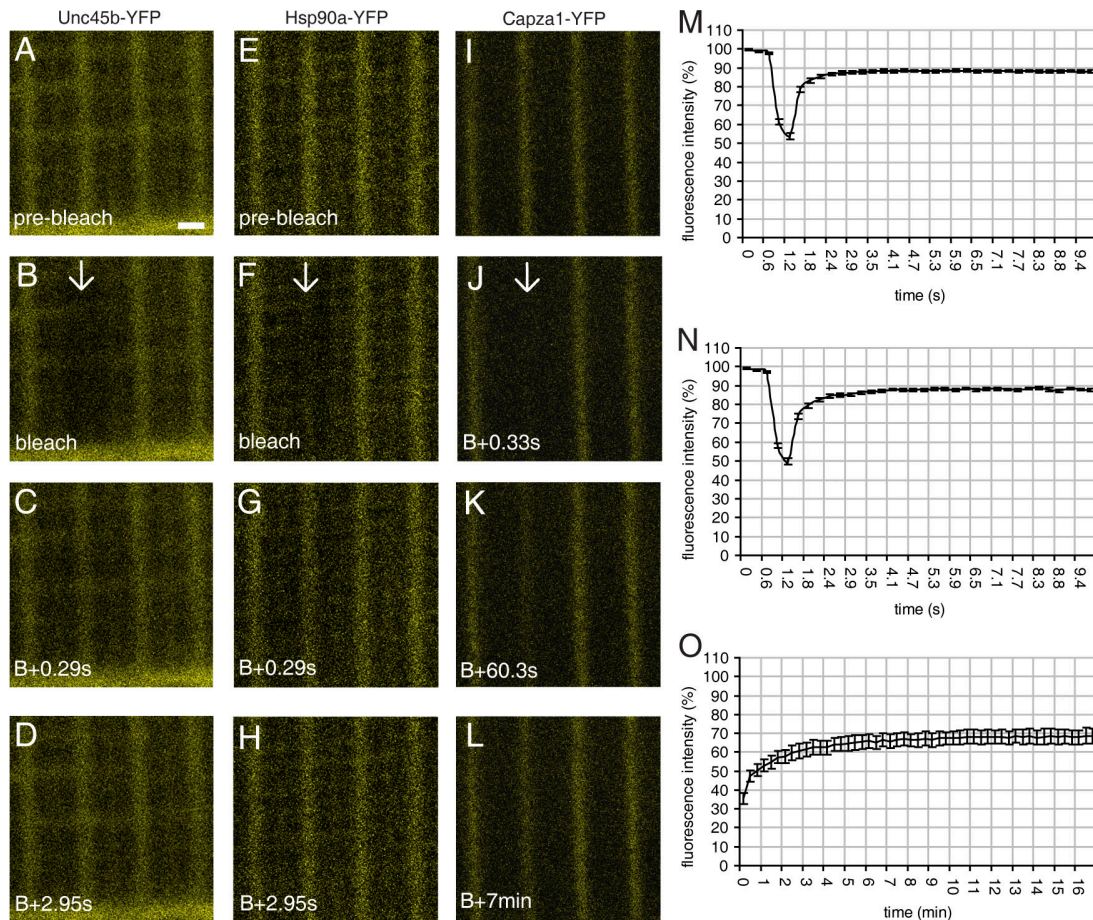 Unc45b-YFP Hsp90a-YFP Capza1-YFP
A
pre-bleach
E
pre-bleach
I
B
bleach
F
bleach
J
B+0.33s
C
B+0.29s
G
B+0.29s
K
B+60.3s
D
B+2.95s
H
B+2.95s
L
B+7min
M
fluorescence intensity (%)
110
100
90
80
70
60
50
40
30
20
10
0
0 0.6 1.2 1.8 2.4 2.9 3.5 4.1 4.7 5.3 5.9 6.5 7.1 7.7 8.3 8.8 9.4
time (s)
N
fluorescence intensity (%)
110
100
90
80
70
60
50
40
30
20
10
0
0 0.6 1.2 1.8 2.4 2.9 3.5 4.1 4.7 5.3 5.9 6.5 7.1 7.7 8.3 8.8 9.4
time (s)
O
fluorescence intensity (%)
110
100
90
80
70
60
50
40
30
20
10
0
0 1 2 3 4 5 6 7 8 9 10 11 12 13 14 15 16
time (min)